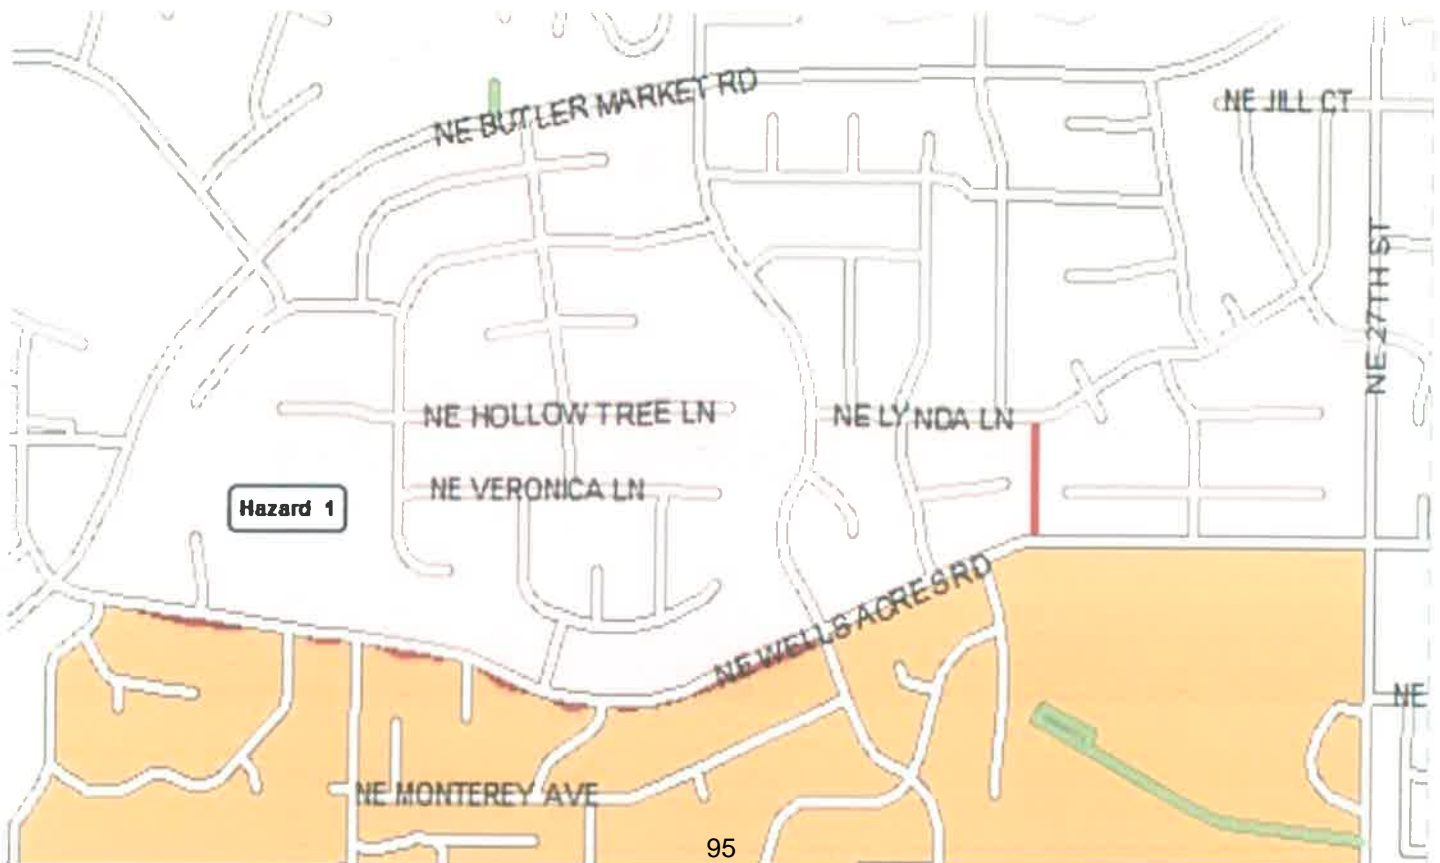 NE BUTLER MARKET RD
NE JILL CT
NE 27TH ST
NE HOLLOW TREE LN
NE LYNDA LN
NE VERONICA LN
Hazard 1
NE WELLS ACRES RD
NE
NE MONTEREY AVE
95